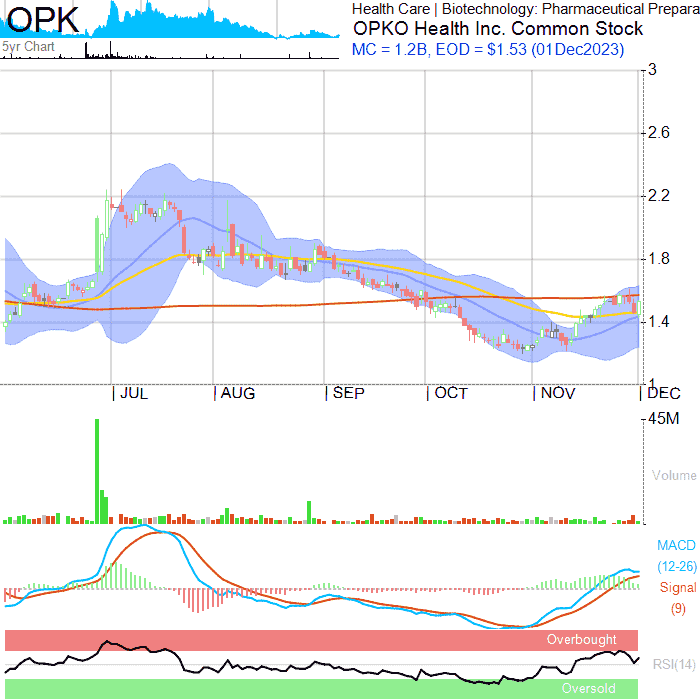 OPK
5yr Chart
Health Care | Biotechnology: Pharmaceutical Prepara
OPKO Health Inc. Common Stock
MC = 1.2B, EOD = $1.53 (01Dec2023)
3
2.6
2.2
1.8
1.4
1
JUL AUG SEP OCT NOV DEC
45M
Volume
MACD
(12-26)
Signal
(9)
Overbought
RSI(14)
Oversold